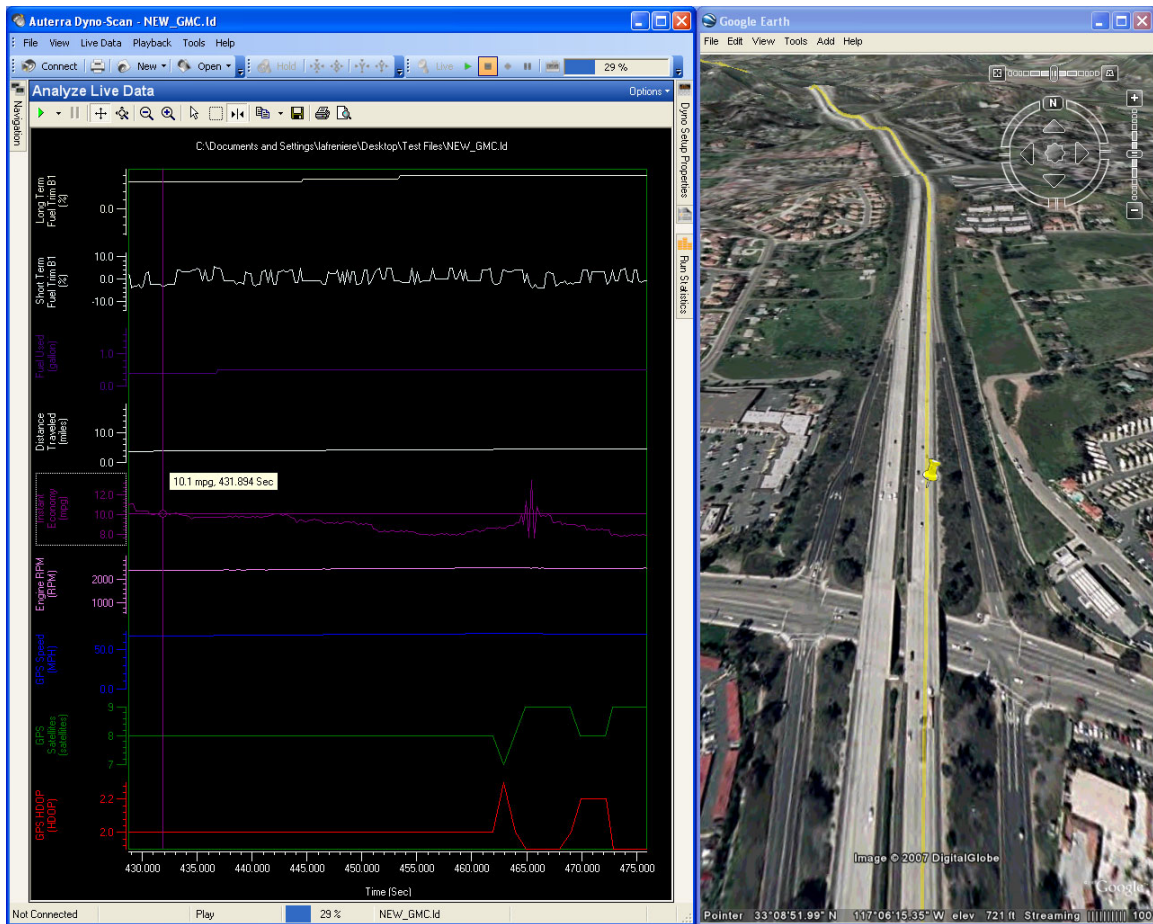 Auterra Dyno-Scan - NEW_GMC.ld
File View Live Data Playback Tools Help
Connect New Open Hold Live 29 %
Analyze Live Data
Options
Navigation
C:\Documents and Settings\lafreniere\Desktop\Test Files\NEW_GMC.ld
Long Term
Fuel Trim B1
(%)
0.0
Short Term
Fuel Trim B1
(%)
10.0
0.0
-10.0
Fuel Used
(gallon)
1.0
0.0
Distance
Traveled
(miles)
10.0
0.0
Instant
Economy
(mpg)
12.0
10.0
8.0
10.1 mpg, 431.894 Sec
Engine RPM
(RPM)
2000
1000
GPS Speed
(MPH)
50.0
0.0
GPS
Satellites
(satellites)
9
8
7
GPS HDOP
(HDOP)
2.2
2.0
430.000 435.000 440.000 445.000 450.000 455.000 460.000 465.000 470.000 475.000
Time (Sec)
Dyno Setup Properties
Run Statistics
Not Connected Play 29 % NEW_GMC.ld
Google Earth
File Edit View Tools Add Help
N
Image © 2007 DigitalGlobe
Google
Pointer 33°08'51.99" N 117°06'15.35" W elev 721 ft Streaming 100